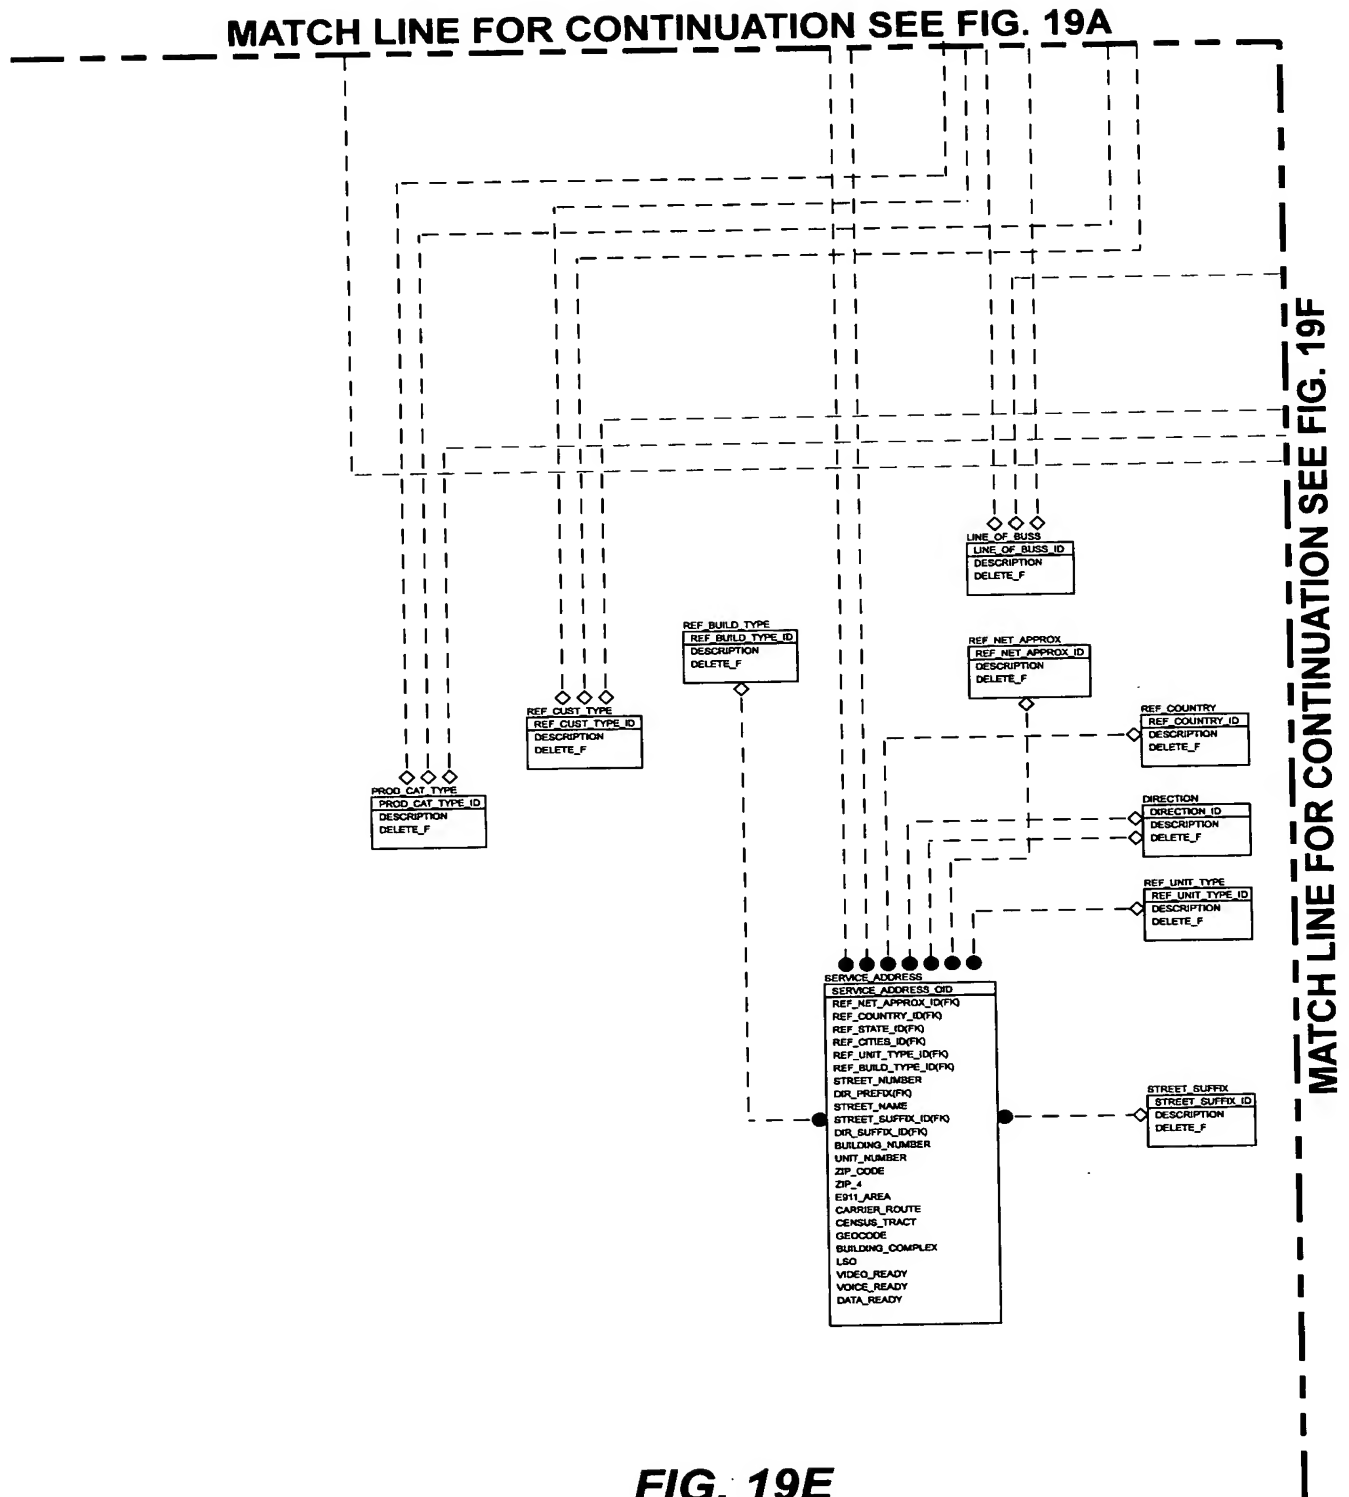 MATCH LINE FOR CONTINUATION SEE FIG. 19A
MATCH LINE FOR CONTINUATION SEE FIG. 19F
LINE_OF_BUSS
LINE_OF_BUSS_ID
DESCRIPTION
DELETE_F
REF_BUILD_TYPE
REF_BUILD_TYPE_ID
DESCRIPTION
DELETE_F
REF_NET_APPROX
REF_NET_APPROX_ID
DESCRIPTION
DELETE_F
REF_CUST_TYPE
REF_CUST_TYPE_ID
DESCRIPTION
DELETE_F
REF_COUNTRY
REF_COUNTRY_ID
DESCRIPTION
DELETE_F
PROD_CAT_TYPE
PROD_CAT_TYPE_ID
DESCRIPTION
DELETE_F
DIRECTION
DIRECTION_ID
DESCRIPTION
DELETE_F
REF_UNIT_TYPE
REF_UNIT_TYPE_ID
DESCRIPTION
DELETE_F
SERVICE_ADDRESS
SERVICE_ADDRESS_OID
REF_NET_APPROX_ID(FK)
REF_COUNTRY_ID(FK)
REF_STATE_ID(FK)
REF_CITIES_ID(FK)
REF_UNIT_TYPE_ID(FK)
REF_BUILD_TYPE_ID(FK)
STREET_NUMBER
DIR_PREFIX(FK)
STREET_NAME
STREET_SUFFIX_ID(FK)
DIR_SUFFIX_ID(FK)
BUILDING_NUMBER
UNIT_NUMBER
ZIP_CODE
ZIP_4
E911_AREA
CARRIER_ROUTE
CENSUS_TRACT
GEOCODE
BUILDING_COMPLEX
LSO
VIDEO_READY
VOICE_READY
DATA_READY
STREET_SUFFIX
STREET_SUFFIX_ID
DESCRIPTION
DELETE_F
FIG. 19E